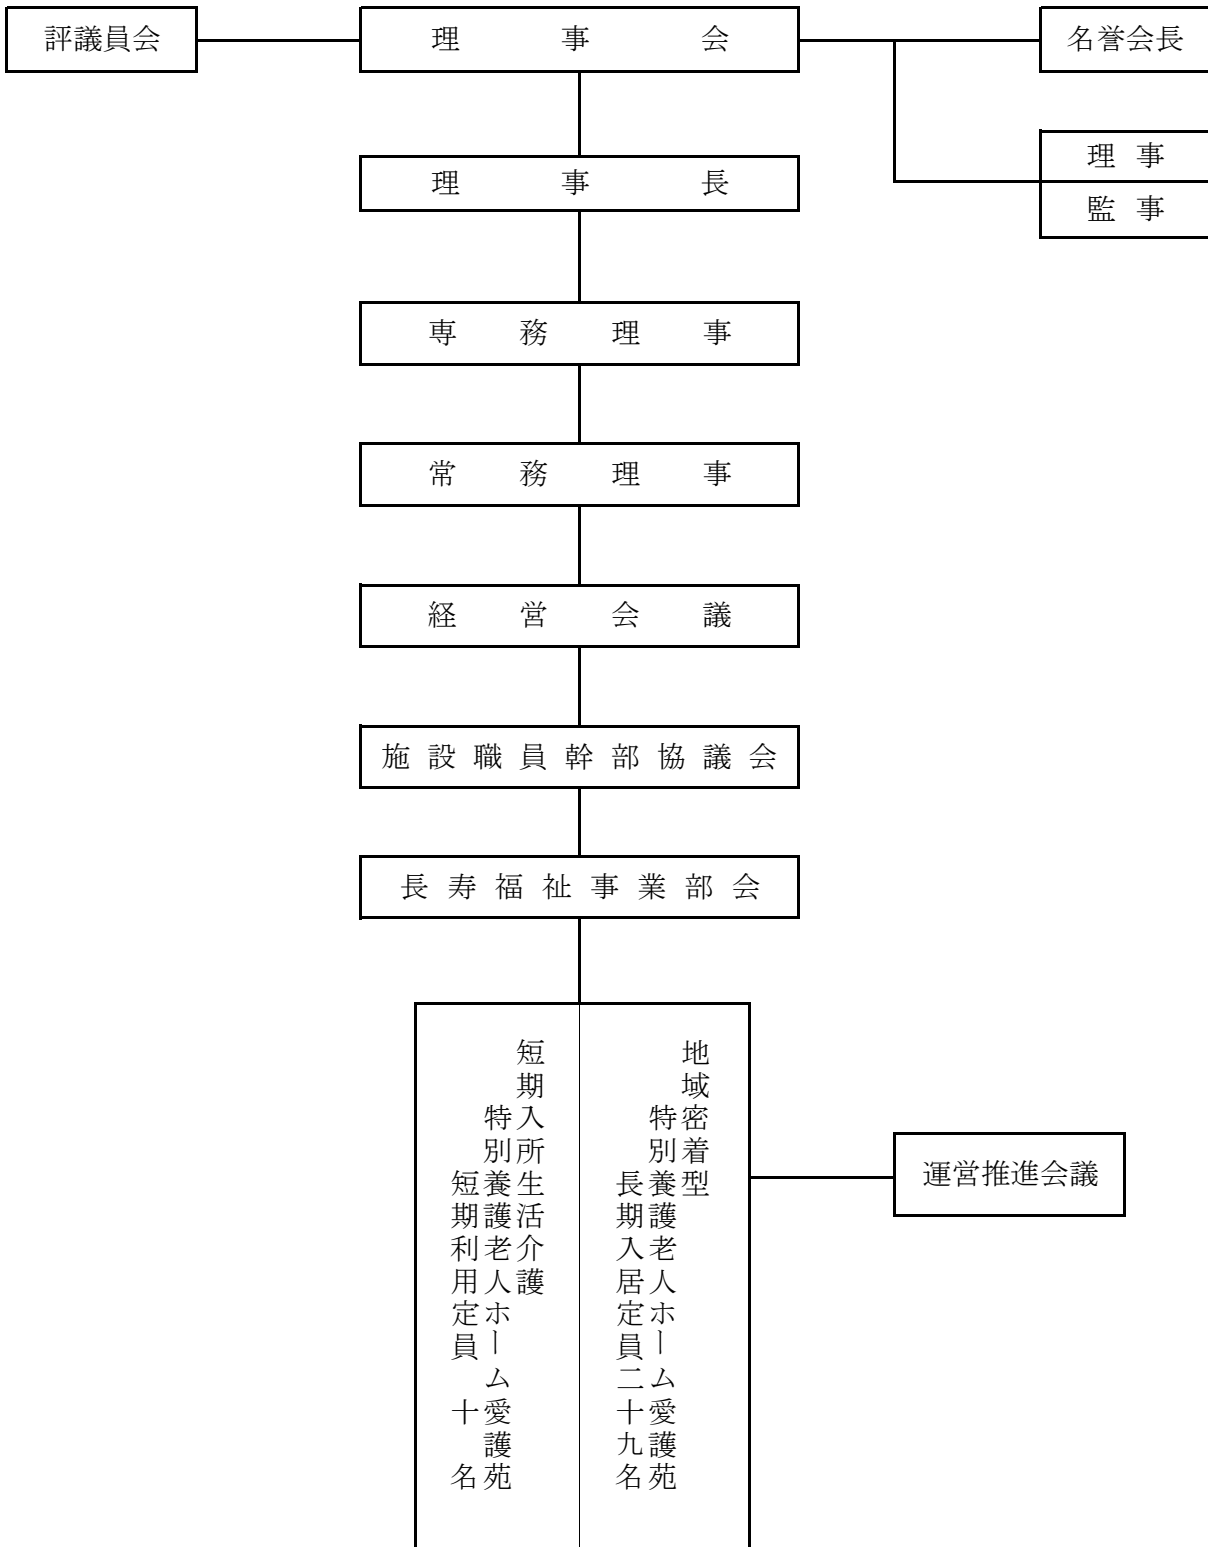 評議員会
理事会
名誉会長
理事
監事
理事長
専務理事
常務理事
経営会議
施設職員幹部協議会
長寿福祉事業部会
地域密着型
特別養護老人ホーム愛護苑
長期入居定員二十九名
短期入所生活介護
特別養護老人ホーム愛護苑
短期利用定員 十 名
運営推進会議